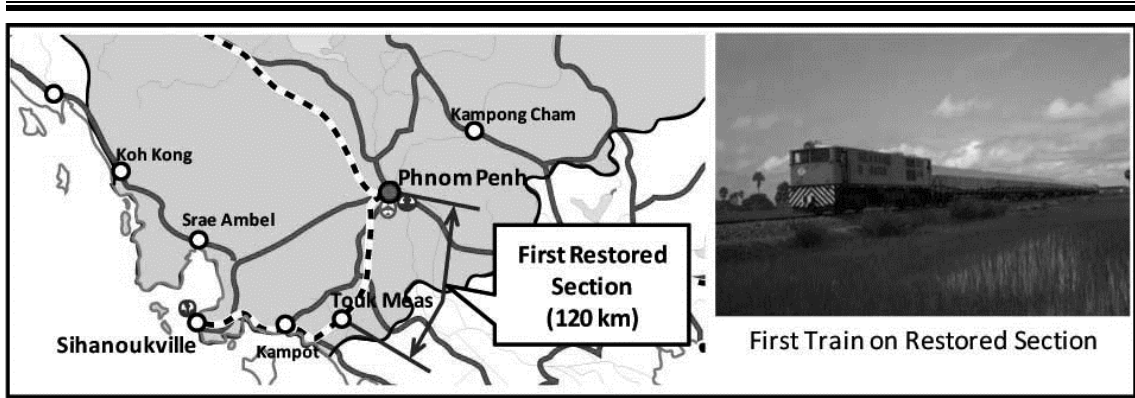 Kampong Cham
Koh Kong
Phnom Penh
Srae Ambel
First Restored
Section
(120 km)
Touk Meas
Sihanoukville
Kampot
First Train on Restored Section